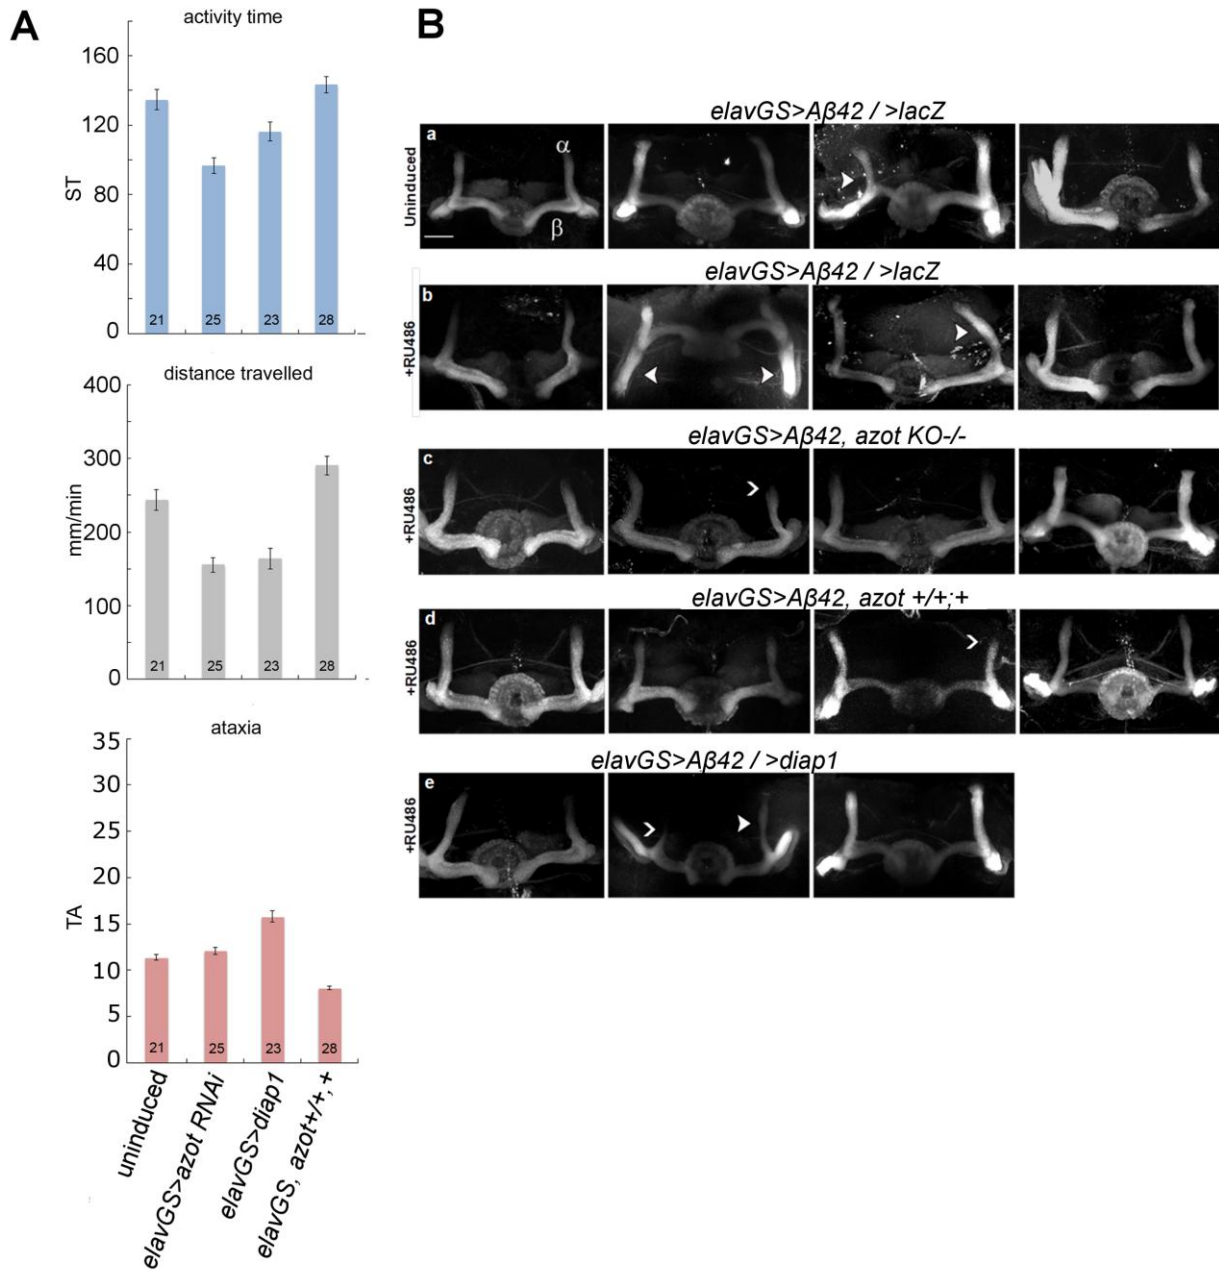 A
activity time
160
120
80
40
0
ST
21
25
23
28
distance travelled
400
300
200
100
0
mm/min
21
25
23
28
ataxia
35
30
25
20
15
10
5
0
TA
21
25
23
28
uninduced
elavGS>azot RNAi
elavGS>diap1
elavGS, azot+/+, +
B
elavGS>Aβ42 / >lacZ
Uninduced
a
α
β
elavGS>Aβ42 / >lacZ
+RU486
b
elavGS>Aβ42, azot KO-/-
+RU486
c
elavGS>Aβ42, azot +/+;+
+RU486
d
elavGS>Aβ42 / >diap1
+RU486
e